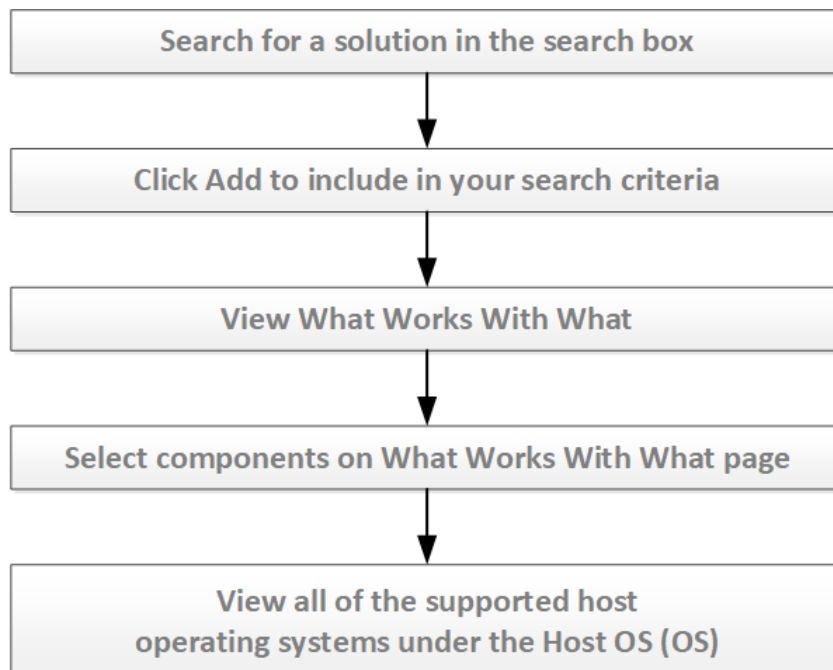 Search for a solution in the search box
Click Add to include in your search criteria
View What Works With What
Select components on What Works With What page
View all of the supported host
operating systems under the Host OS (OS)